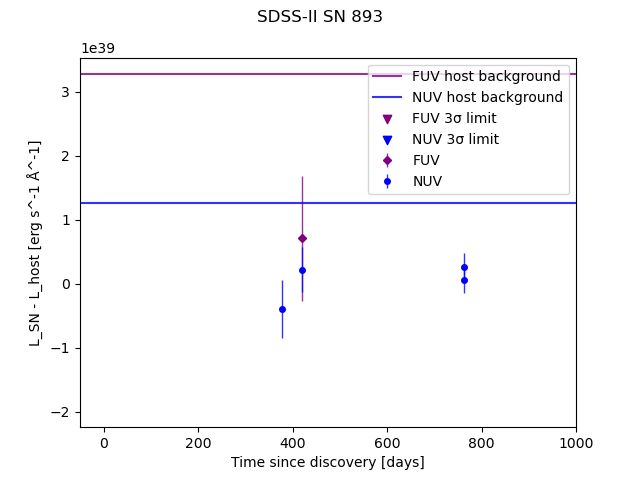 SDSS-II SN 893
1e39
FUV host background
NUV host background
FUV 3σ limit
NUV 3σ limit
FUV
NUV
3
2
1
0
−1
−2
L_SN - L_host [erg s^-1 Å^-1]
0 200 400 600 800 1000
Time since discovery [days]